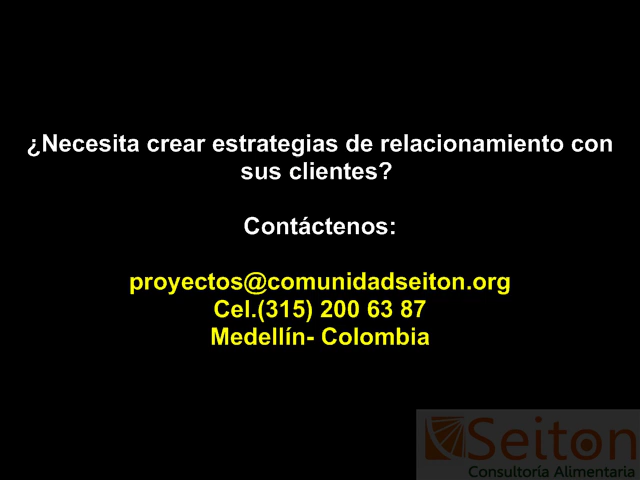 ¿Necesita crear estrategias de relacionamiento con
sus clientes?
Contáctenos:
proyectos@comunidadseiton.org
Cel.(315) 200 63 87
Medellín- Colombia
Seiton
Consultoría Alimentaria